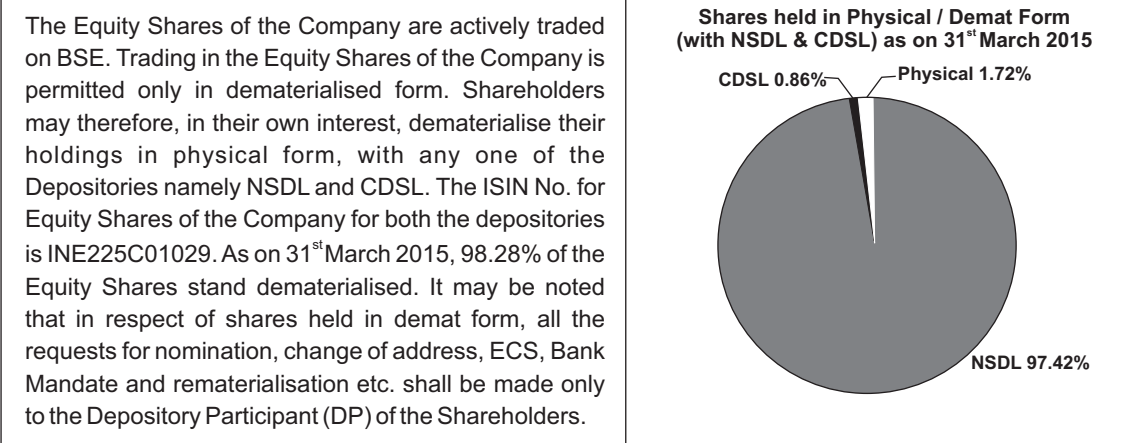 The Equity Shares of the Company are actively traded
on BSE. Trading in the Equity Shares of the Company is
permitted only in dematerialised form. Shareholders
may therefore, in their own interest, dematerialise their
holdings in physical form, with any one of the
Depositories namely NSDL and CDSL. The ISIN No. for
Equity Shares of the Company for both the depositories
is INE225C01029. As on 31st March 2015, 98.28% of the
Equity Shares stand dematerialised. It may be noted
that in respect of shares held in demat form, all the
requests for nomination, change of address, ECS, Bank
Mandate and rematerialisation etc. shall be made only
to the Depository Participant (DP) of the Shareholders.
Shares held in Physical / Demat Form
(with NSDL & CDSL) as on 31st March 2015
CDSL 0.86%
Physical 1.72%
NSDL 97.42%